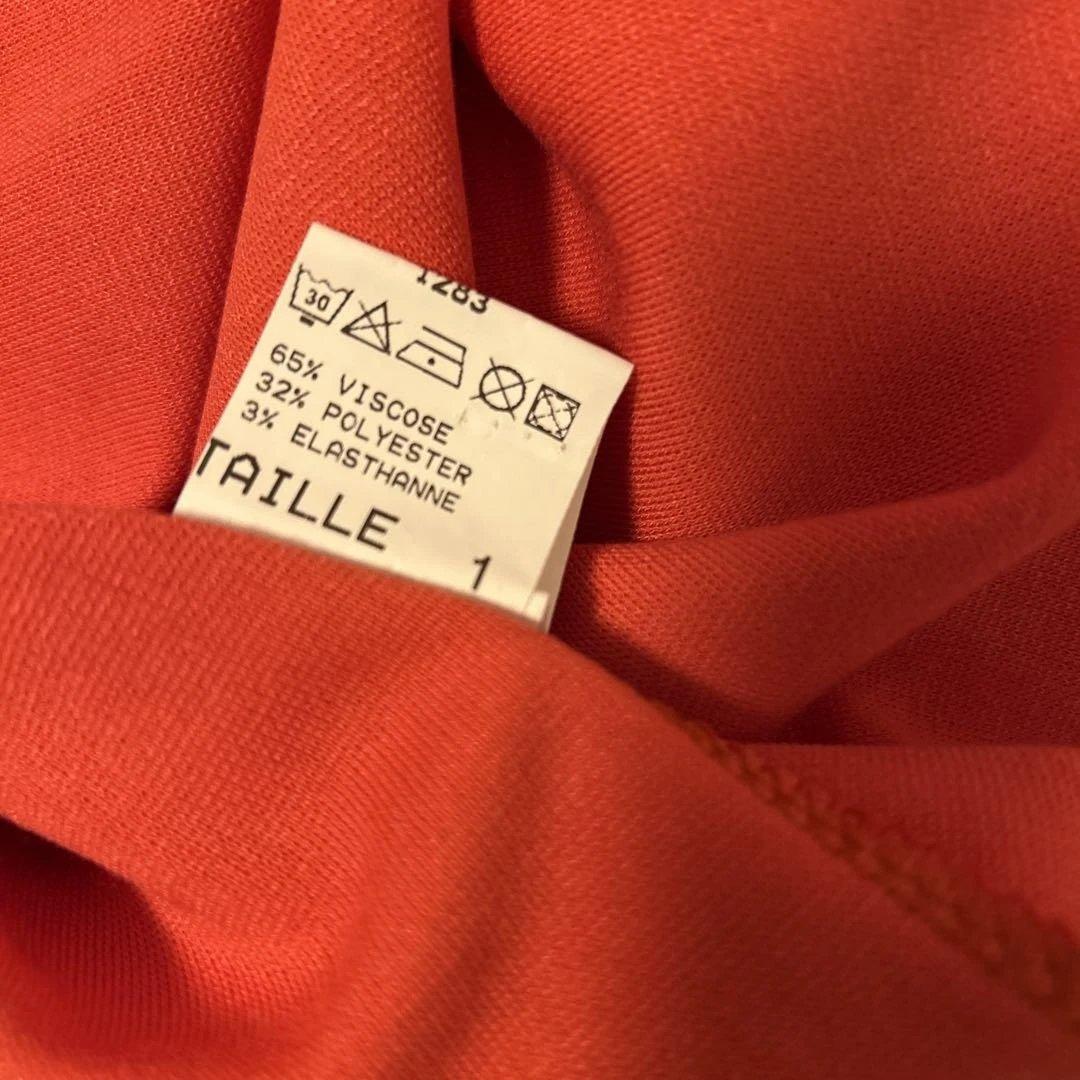 1283
30
65% VISCOSE
32% POLYESTER
3% ELASTHANNE
TAILLE
1